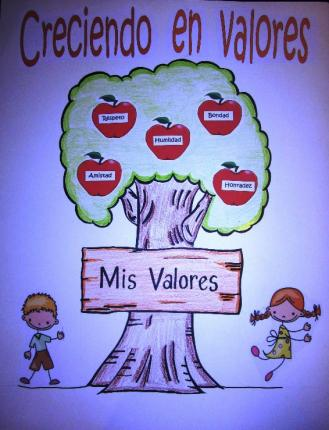 Creciendo en valores
Respeto
Bondad
Humildad
Amistad
Honradez
Mis Valores